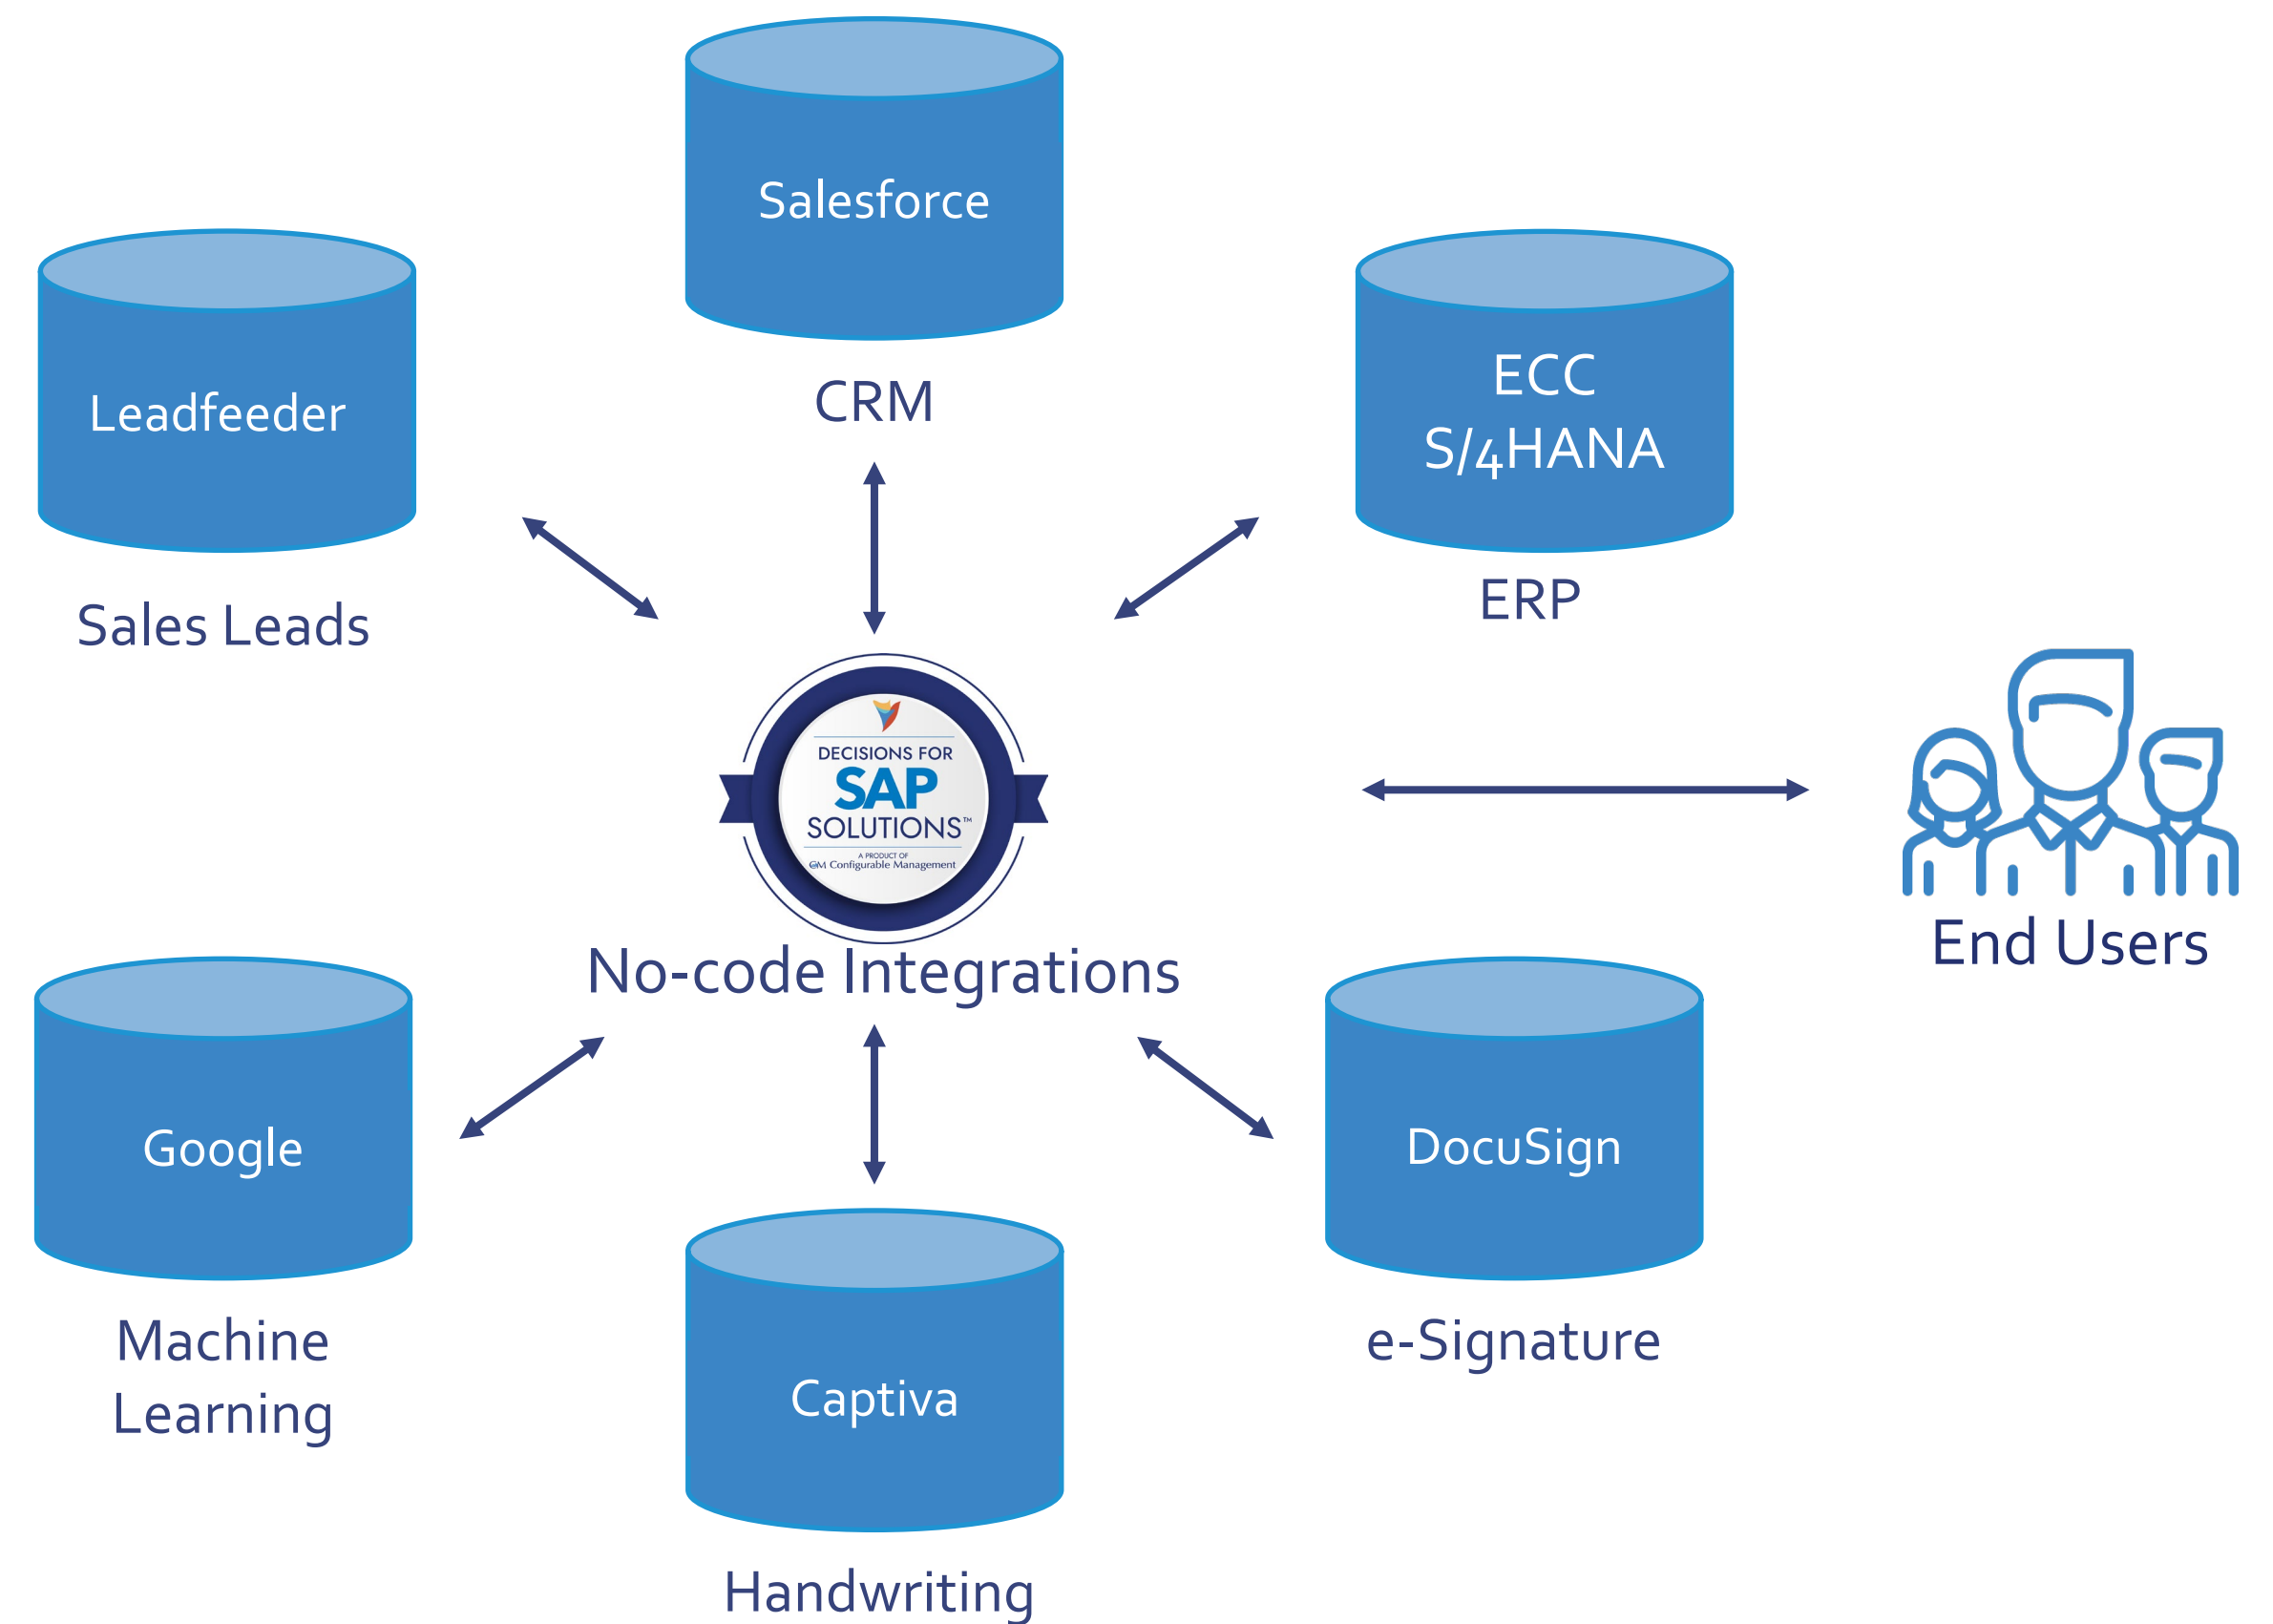 Salesforce
CRM
Leadfeeder
Sales Leads
ECC
S/4HANA
ERP
DECISIONS FOR
SAP
SOLUTIONS™
A PRODUCT OF
CM Configurable Management
No-code Integrations
End Users
Google
Machine
Learning
Captiva
Handwriting
DocuSign
e-Signature